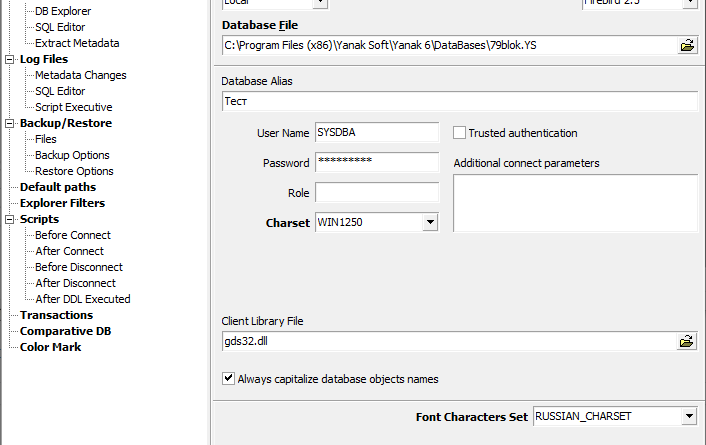 DB Explorer
SQL Editor
Extract Metadata
Log Files
Metadata Changes
SQL Editor
Script Executive
Backup/Restore
Files
Backup Options
Restore Options
Default paths
Explorer Filters
Scripts
Before Connect
After Connect
Before Disconnect
After Disconnect
After DDL Executed
Transactions
Comparative DB
Color Mark
Local
Firebird 2.5
Database File
C:\Program Files (x86)\Yanak Soft\Yanak 6\DataBases\79blok.YS
Database Alias
Тест
User Name SYSDBA
Trusted authentication
Password *********
Additional connect parameters
Role
Charset WIN1250
Client Library File
gds32.dll
Always capitalize database objects names
Font Characters Set RUSSIAN_CHARSET